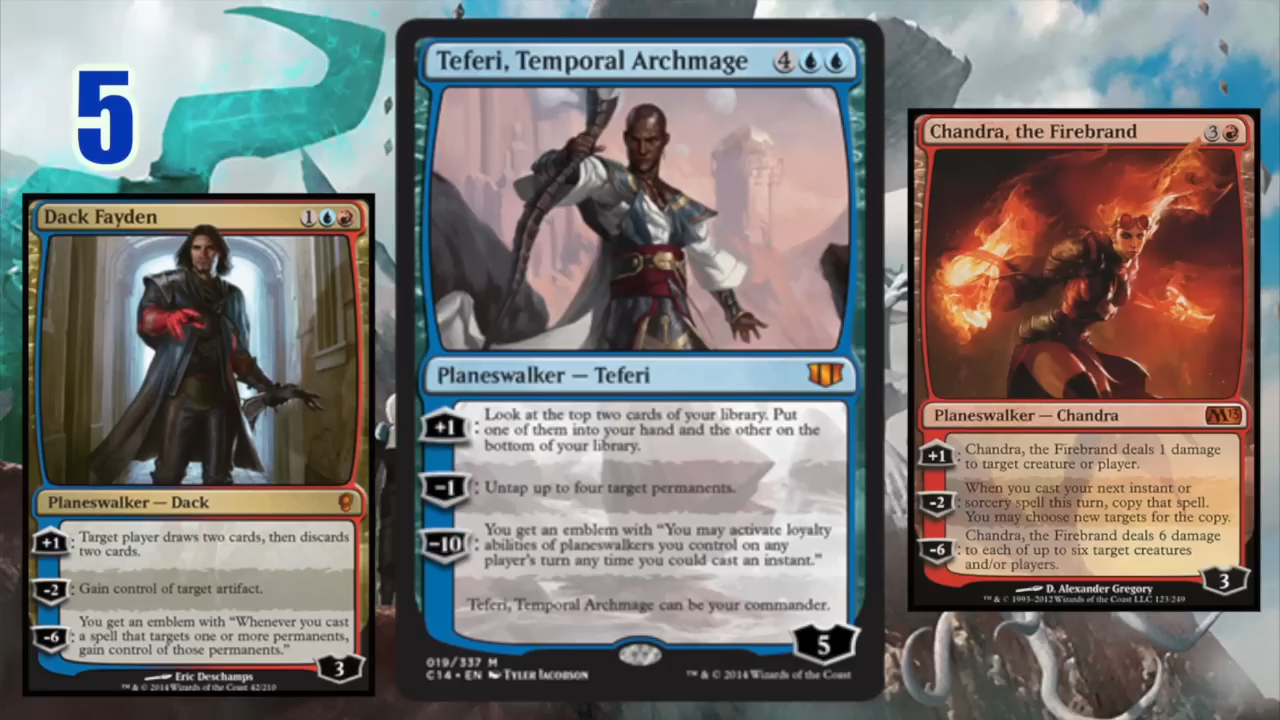 5
Dack Fayden 1
Planeswalker — Dack
+1: Target player draws two cards, then discards
two cards.
-2: Gain control of target artifact.
You get an emblem with “Whenever you cast
-6: a spell that targets one or more permanents,
gain control of those permanents.”
3
Eric Deschamps
™ & © 2014 Wizards of the Coast 42/210
Teferi, Temporal Archmage 4
Planeswalker — Teferi
Look at the top two cards of your library. Put
+1: one of them into your hand and the other on the
bottom of your library.
-1: Untap up to four target permanents.
You get an emblem with “You may activate loyalty
-10: abilities of planeswalkers you control on any
player's turn any time you could cast an instant.”
Teferi, Temporal Archmage can be your commander.
5
019/337 M
C14 • EN Tyler Jacobson
™ & © 2014 Wizards of the Coast
Chandra, the Firebrand 3
Planeswalker — Chandra M13
+1: Chandra, the Firebrand deals 1 damage
to target creature or player.
When you cast your next instant or
-2: sorcery spell this turn, copy that spell.
You may choose new targets for the copy.
Chandra, the Firebrand deals 6 damage
-6: to each of up to six target creatures
and/or players.
3
D. Alexander Gregory
™ & © 1993-2012 Wizards of the Coast LLC 123/249